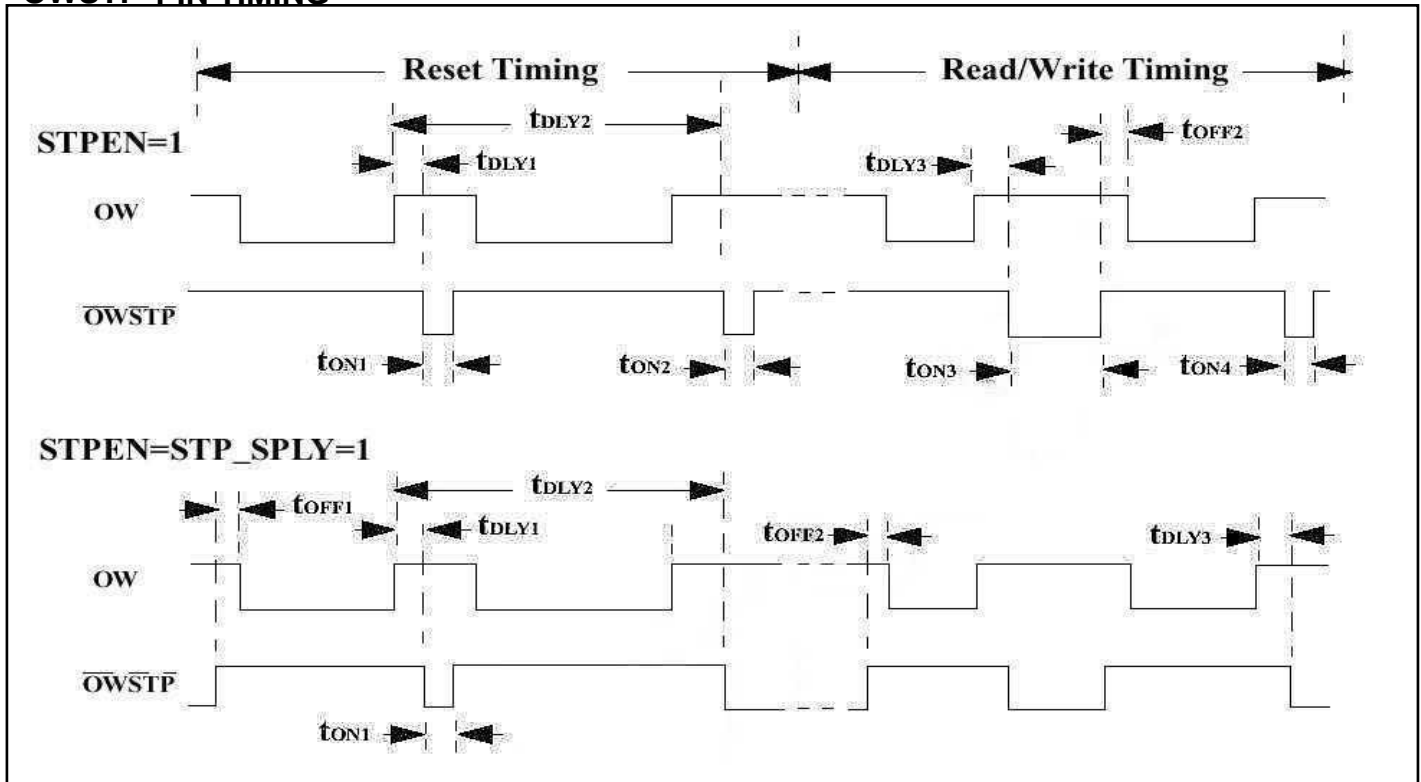 Reset Timing
Read/Write Timing
STPEN=1
tDLY2
tOFF2
tDLY1
tDLY3
OW
OWSTP
tON1
tON2
tON3
tON4
STPEN=STP_SPLY=1
tDLY2
tOFF1
tDLY1
tOFF2
tDLY3
OW
OWSTP
tON1